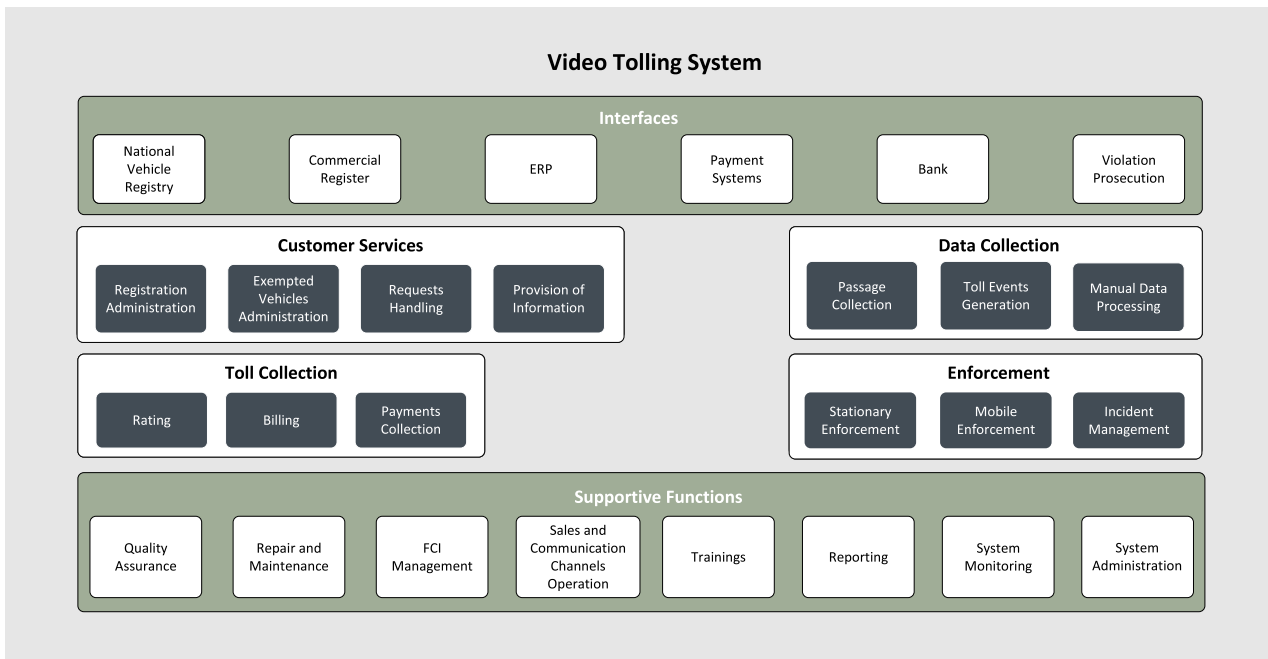 Video Tolling System
Interfaces
National
Vehicle
Registry
Commercial
Register
ERP
Payment
Systems
Bank
Violation
Prosecution
Customer Services
Registration
Administration
Exempted
Vehicles
Administration
Requests
Handling
Provision of
Information
Data Collection
Passage
Collection
Toll Events
Generation
Manual Data
Processing
Toll Collection
Rating
Billing
Payments
Collection
Enforcement
Stationary
Enforcement
Mobile
Enforcement
Incident
Management
Supportive Functions
Quality
Assurance
Repair and
Maintenance
FCI
Management
Sales and
Communication
Channels
Operation
Trainings
Reporting
System
Monitoring
System
Administration